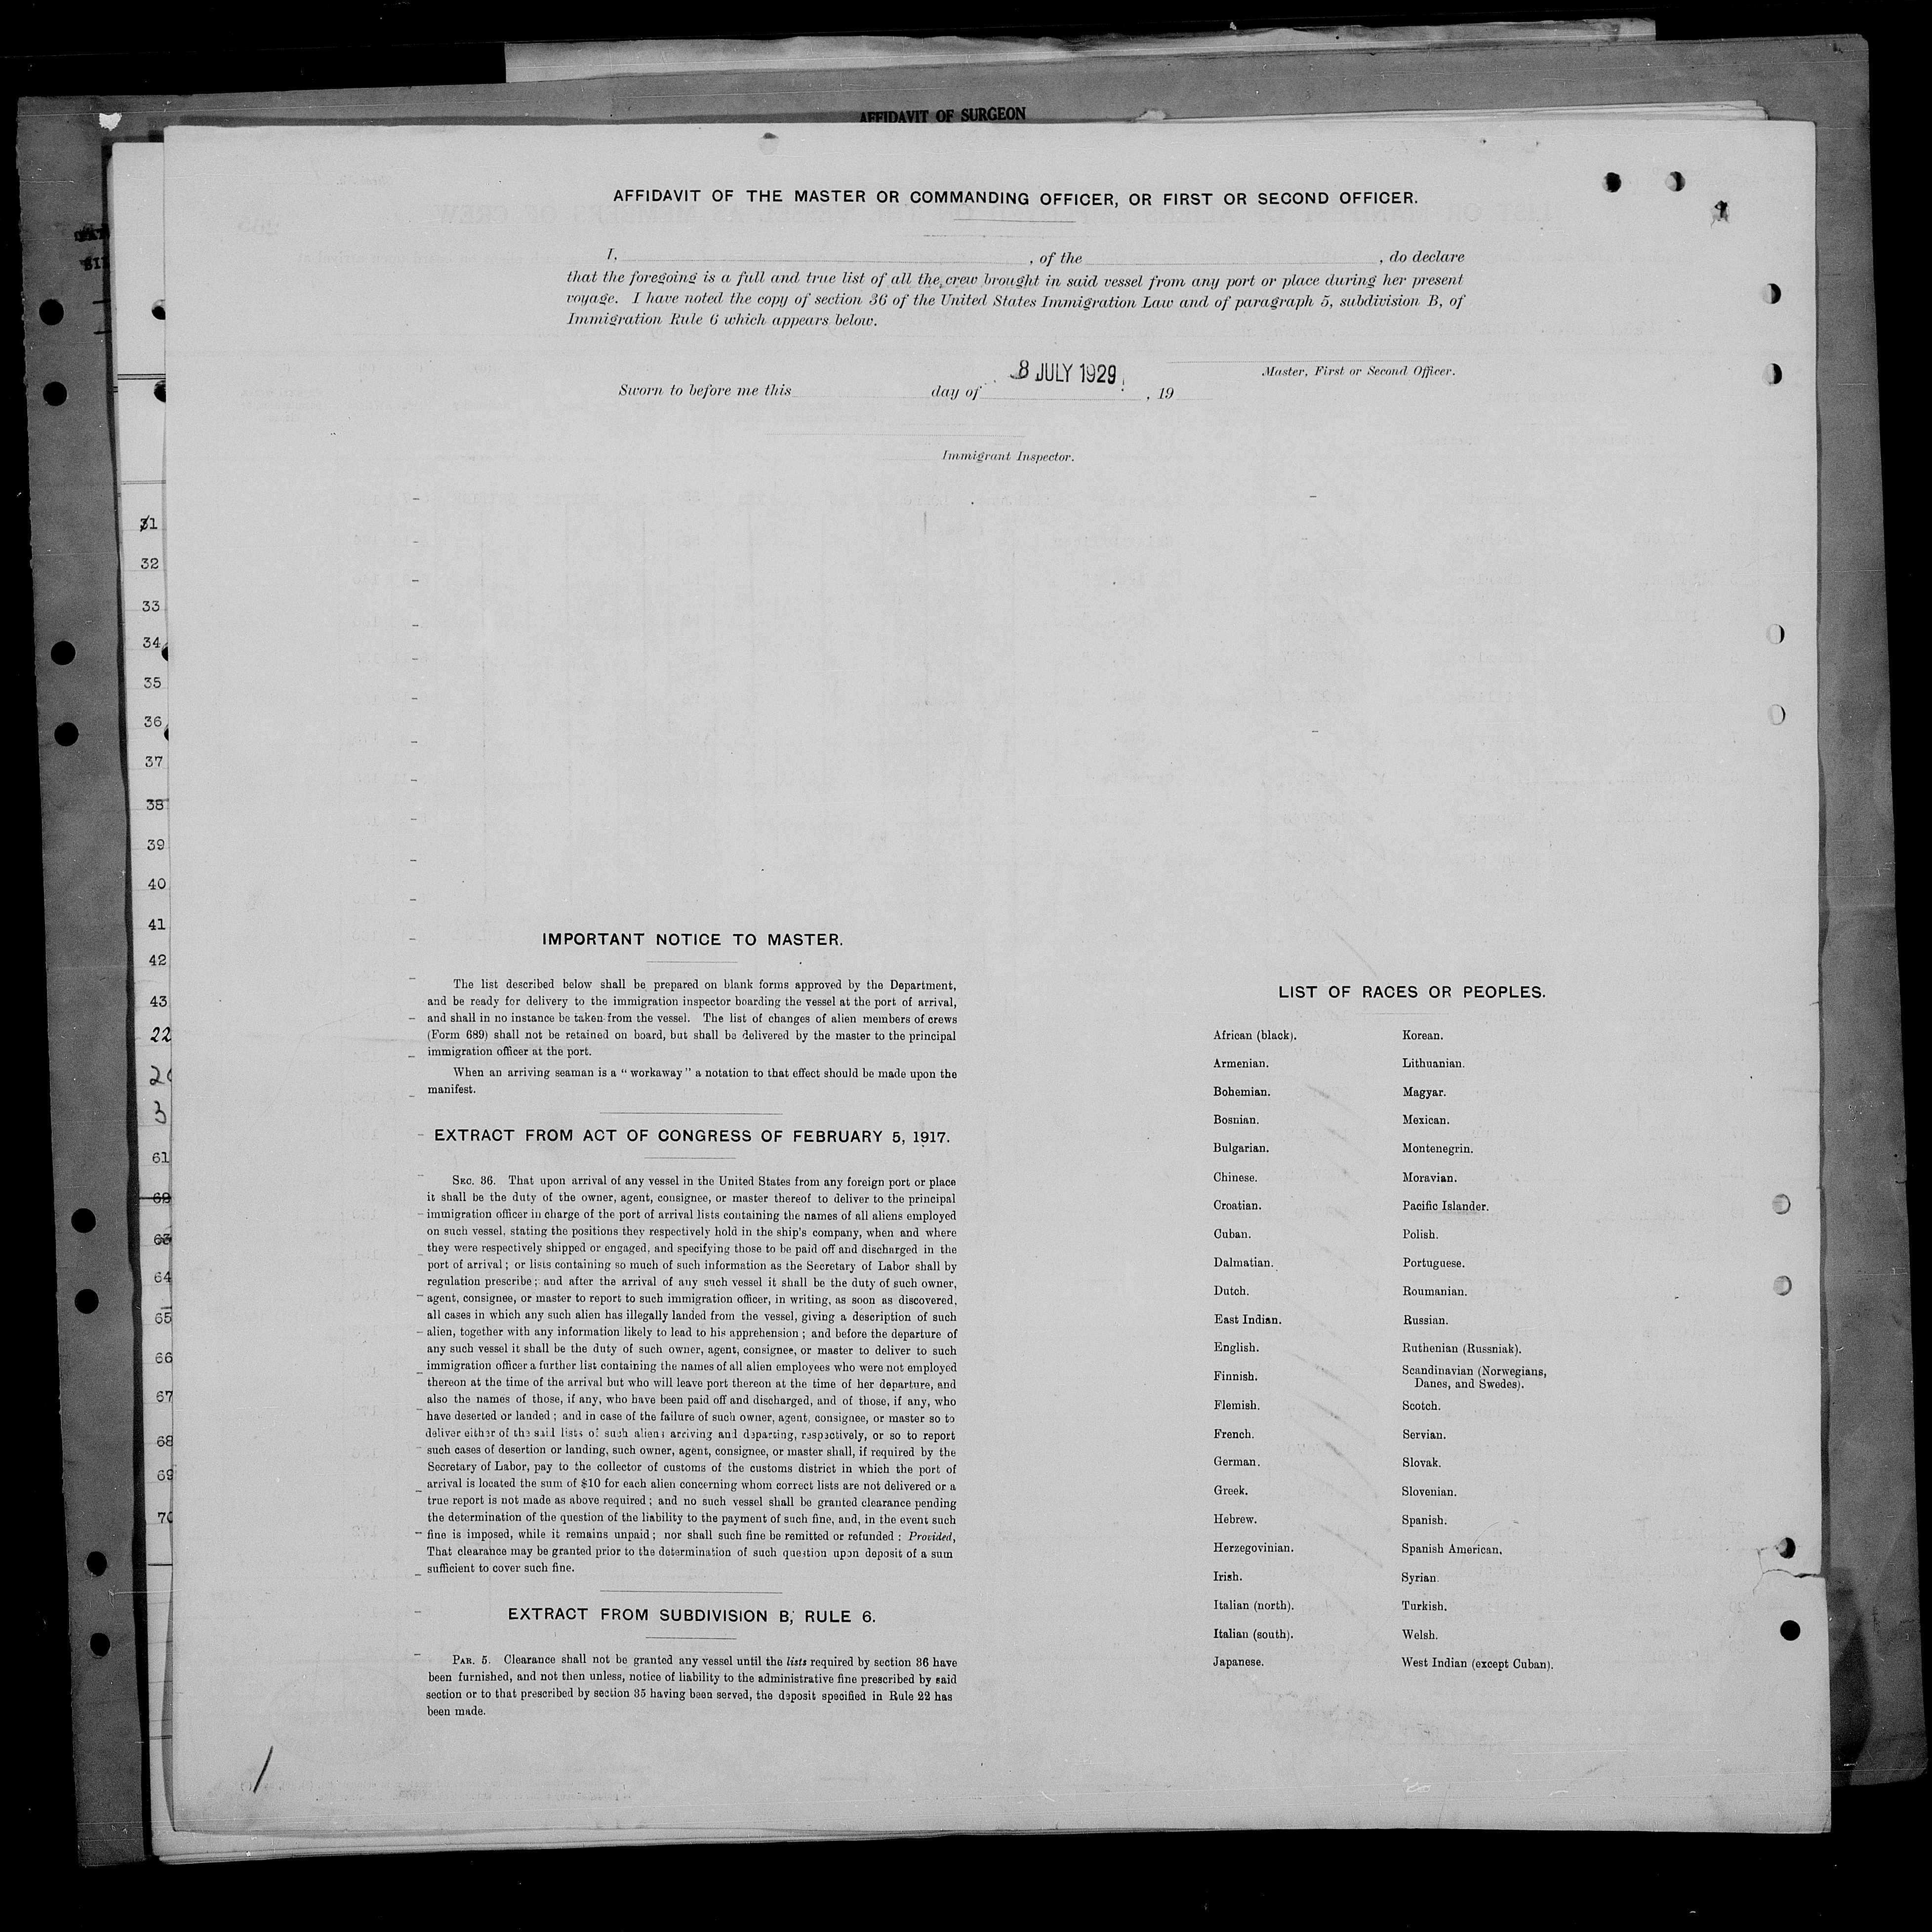 AFFIDAVIT OF SURGEON
AFFIDAVIT OF THE MASTER OR COMMANDING OFFICER, OR FIRST OR SECOND OFFICER.
I, , of the , do declare
that the foregoing is a full and true list of all the crew brought in said vessel from any port or place during her present
voyage. I have noted the copy of section 36 of the United States Immigration Law and of paragraph 5, subdivision B, of
Immigration Rule 6 which appears below.
8 JULY 1929
Master, First or Second Officer.
Sworn to before me this day of , 19
Immigrant Inspector.
31
32
33
34
35
36
37
38
39
40
41
42
43
22
3
61
62
63
64
65
66
67
68
69
70
IMPORTANT NOTICE TO MASTER.
The list described below shall be prepared on blank forms approved by the Department,
and be ready for delivery to the immigration inspector boarding the vessel at the port of arrival,
and shall in no instance be taken from the vessel. The list of changes of alien members of crews
(Form 689) shall not be retained on board, but shall be delivered by the master to the principal
immigration officer at the port.
When an arriving seaman is a "workaway" a notation to that effect should be made upon the
manifest.
EXTRACT FROM ACT OF CONGRESS OF FEBRUARY 5, 1917.
SEC. 36. That upon arrival of any vessel in the United States from any foreign port or place
it shall be the duty of the owner, agent, consignee, or master thereof to deliver to the principal
immigration officer in charge of the port of arrival lists containing the names of all aliens employed
on such vessel, stating the positions they respectively hold in the ship's company, when and where
they were respectively shipped or engaged, and specifying those to be paid off and discharged in the
port of arrival; or lists containing so much of such information as the Secretary of Labor shall by
regulation prescribe; and after the arrival of any such vessel it shall be the duty of such owner,
agent, consignee, or master to report to such immigration officer, in writing, as soon as discovered,
all cases in which any such alien has illegally landed from the vessel, giving a description of such
alien, together with any information likely to lead to his apprehension; and before the departure of
any such vessel it shall be the duty of such owner, agent, consignee, or master to deliver to such
immigration officer a further list containing the names of all alien employees who were not employed
thereon at the time of the arrival but who will leave port thereon at the time of her departure, and
also the names of those, if any, who have been paid off and discharged, and of those, if any, who
have deserted or landed; and in case of the failure of such owner, agent, consignee, or master so to
deliver either of the said lists of such aliens arriving and departing, respectively, or so to report
such cases of desertion or landing, such owner, agent, consignee, or master shall, if required by the
Secretary of Labor, pay to the collector of customs of the customs district in which the port of
arrival is located the sum of $10 for each alien concerning whom correct lists are not delivered or a
true report is not made as above required; and no such vessel shall be granted clearance pending
the determination of the question of the liability to the payment of such fine, and, in the event such
fine is imposed, while it remains unpaid; nor shall such fine be remitted or refunded: Provided,
That clearance may be granted prior to the determination of such question upon deposit of a sum
sufficient to cover such fine.
EXTRACT FROM SUBDIVISION B, RULE 6.
PAR. 5. Clearance shall not be granted any vessel until the lists required by section 36 have
been furnished, and not then unless, notice of liability to the administrative fine prescribed by said
section or to that prescribed by section 35 having been served, the deposit specified in Rule 22 has
been made.
LIST OF RACES OR PEOPLES.
African (black). Korean.
Armenian. Lithuanian.
Bohemian. Magyar.
Bosnian. Mexican.
Bulgarian. Montenegrin.
Chinese. Moravian.
Croatian. Pacific Islander.
Cuban. Polish.
Dalmatian. Portuguese.
Dutch. Roumanian.
East Indian. Russian.
English. Ruthenian (Russniak).
Finnish. Scandinavian (Norwegians,
Danes, and Swedes).
Flemish. Scotch.
French. Servian.
German. Slovak.
Greek. Slovenian.
Hebrew. Spanish.
Herzegovinian. Spanish American.
Irish. Syrian.
Italian (north). Turkish.
Italian (south). Welsh.
Japanese. West Indian (except Cuban).